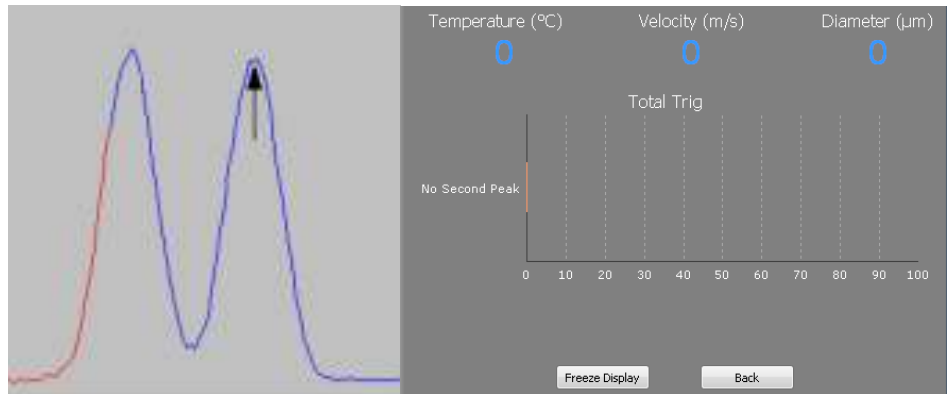 Temperature (ºC) Velocity (m/s) Diameter (µm)
0 0 0
Total Trig
No Second Peak
0 10 20 30 40 50 60 70 80 90 100
Freeze Display Back